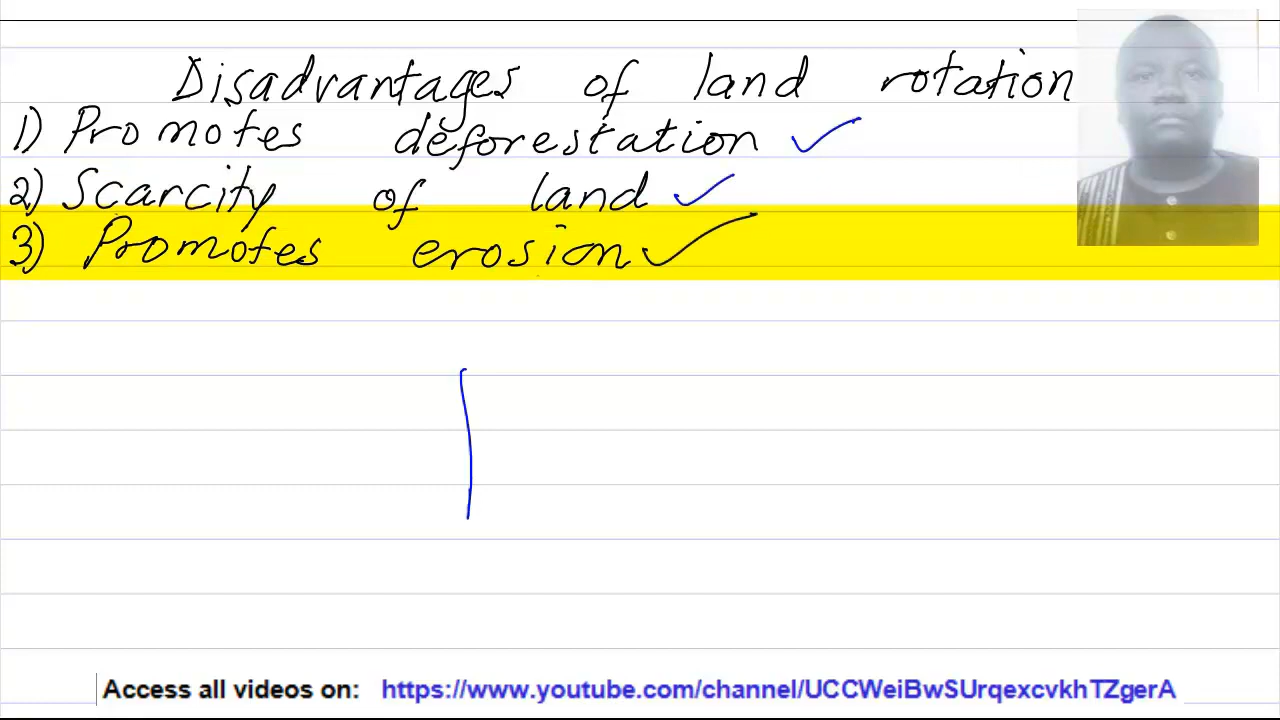 Disadvantages of land rotation
1) Promotes deforestation
2) Scarcity of land
3) Promotes erosion
Access all videos on: https://www.youtube.com/channel/UCCWeiBwSUrqexcvkhTZgerA